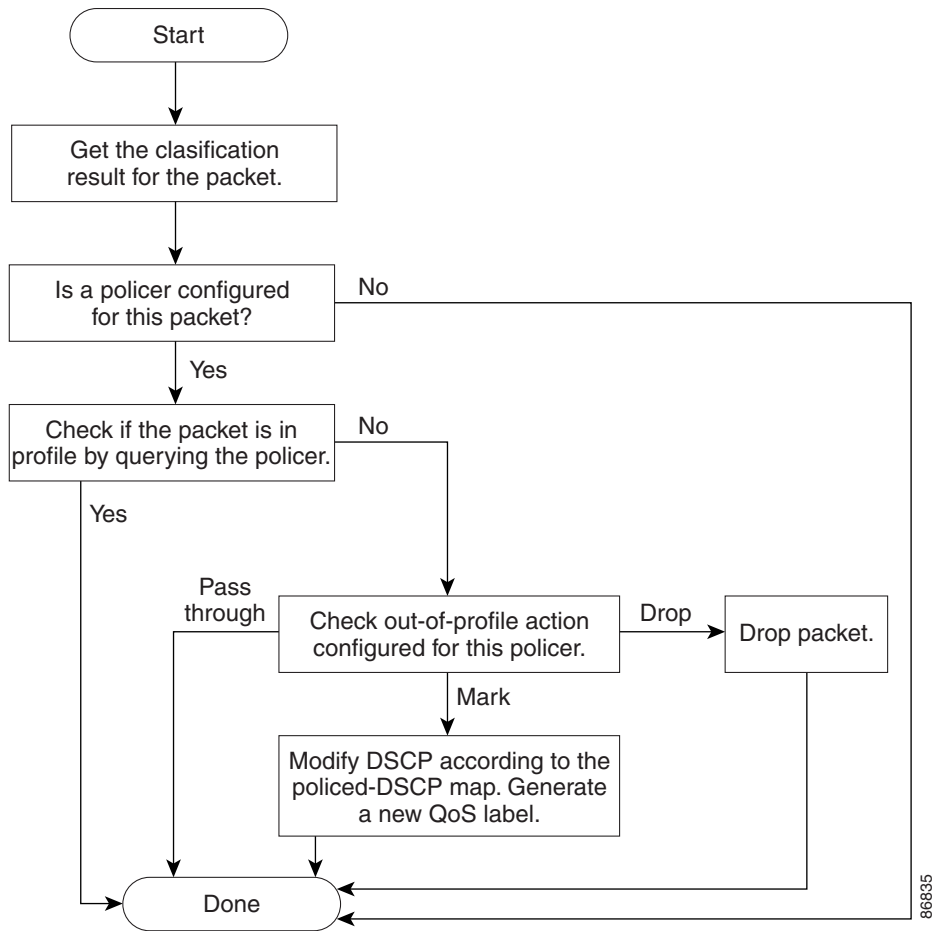 Start
Get the clasification
result for the packet.
Is a policer configured
for this packet?
No
Yes
Check if the packet is in
profile by querying the policer.
No
Yes
Pass
through
Check out-of-profile action
configured for this policer.
Drop
Drop packet.
Mark
Modify DSCP according to the
policed-DSCP map. Generate
a new QoS label.
Done
86835